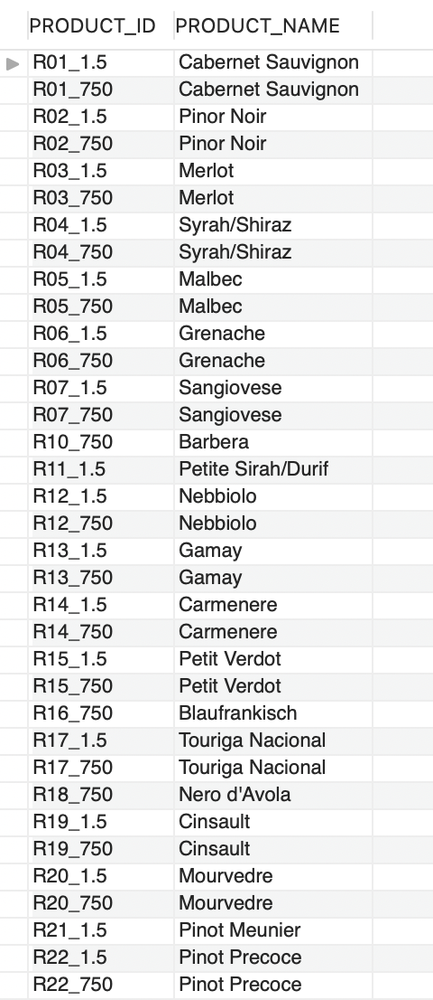 PRODUCT_ID PRODUCT_NAME
R01_1.5 Cabernet Sauvignon
R01_750 Cabernet Sauvignon
R02_1.5 Pinor Noir
R02_750 Pinor Noir
R03_1.5 Merlot
R03_750 Merlot
R04_1.5 Syrah/Shiraz
R04_750 Syrah/Shiraz
R05_1.5 Malbec
R05_750 Malbec
R06_1.5 Grenache
R06_750 Grenache
R07_1.5 Sangiovese
R07_750 Sangiovese
R10_750 Barbera
R11_1.5 Petite Sirah/Durif
R12_1.5 Nebbiolo
R12_750 Nebbiolo
R13_1.5 Gamay
R13_750 Gamay
R14_1.5 Carmenere
R14_750 Carmenere
R15_1.5 Petit Verdot
R15_750 Petit Verdot
R16_750 Blaufrankisch
R17_1.5 Touriga Nacional
R17_750 Touriga Nacional
R18_750 Nero d'Avola
R19_1.5 Cinsault
R19_750 Cinsault
R20_1.5 Mourvedre
R20_750 Mourvedre
R21_1.5 Pinot Meunier
R22_1.5 Pinot Precoce
R22_750 Pinot Precoce